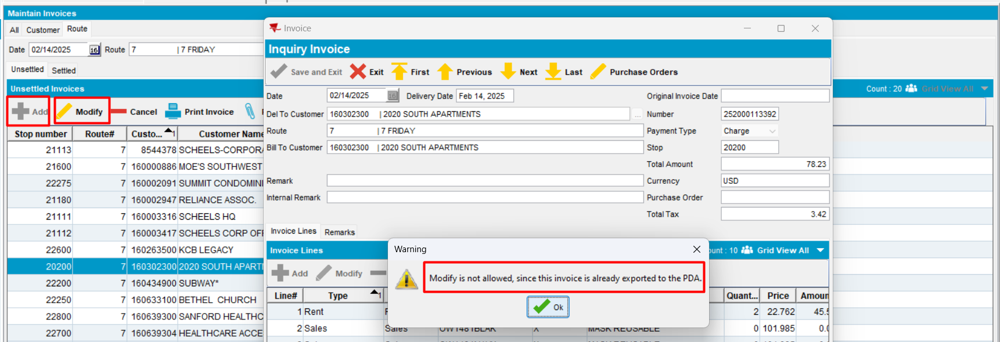 Maintain Invoices
All Customer Route
Date 02/14/2025 16 Route 7 | 7 FRIDAY
Unsettled Settled
Unsettled Invoices
Count : 20 Grid View All
Add Modify Cancel Print Invoice
Stop number Route# Custo... 1 Customer Name
21113 7 8544378 SCHEELS-CORPORA
21600 7 160000886 MOE'S SOUTHWEST
22275 7 160002091 SUMMIT CONDOMINI
21180 7 160002947 RELIANCE ASSOC.
21111 7 160003316 SCHEELS HQ
21112 7 160003417 SCHEELS CORP OFF
22600 7 160263500 KCB LEGACY
20200 7 160302300 2020 SOUTH APARTI
22200 7 160434900 SUBWAY*
22250 7 160633100 BETHEL CHURCH
22800 7 160639300 SANFORD HEALTHC
22700 7 160639304 HEALTHCARE ACCE
Invoice
Inquiry Invoice
Save and Exit Exit First Previous Next Last Purchase Orders
Date 02/14/2025 16 Delivery Date Feb 14, 2025 Original Invoice Date
Del To Customer 160302300 | 2020 SOUTH APARTMENTS ... Number 252000113392
Route 7 | 7 FRIDAY Payment Type Charge
Bill To Customer 160302300 | 2020 SOUTH APARTMENTS Stop 20200
Total Amount 78.23
Remark Currency USD
Internal Remark Purchase Order
Total Tax 3.42
Invoice Lines Remarks
Invoice Lines
ount : 10 Grid View All
Add Modify
Line# Type 1 Quant... Price Amoun
1 Rent 2 22.762 45.5
2 Sales Sales MASK REUSABLE 0 101.985 0.0
Warning
Modify is not allowed, since this invoice is already exported to the PDA.
Ok